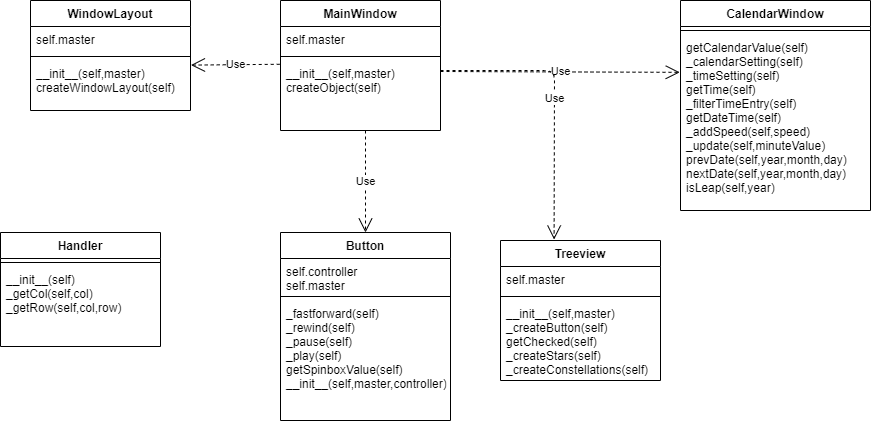 WindowLayout
self.master
__init__(self,master)
createWindowLayout(self)
Use
MainWindow
self.master
__init__(self,master)
createObject(self)
Use
Use
Use
CalendarWindow
getCalendarValue(self)
_calendarSetting(self)
_timeSetting(self)
getTime(self)
_filterTimeEntry(self)
getDateTime(self)
_addSpeed(self,speed)
_update(self,minuteValue)
prevDate(self,year,month,day)
nextDate(self,year,month,day)
isLeap(self,year)
Handler
__init__(self)
_getCol(self,col)
_getRow(self,col,row)
Button
self.controller
self.master
_fastforward(self)
_rewind(self)
_pause(self)
_play(self)
getSpinboxValue(self)
__init__(self,master,controller)
Treeview
self.master
__init__(self,master)
_createButton(self)
getChecked(self)
_createStars(self)
_createConstellations(self)